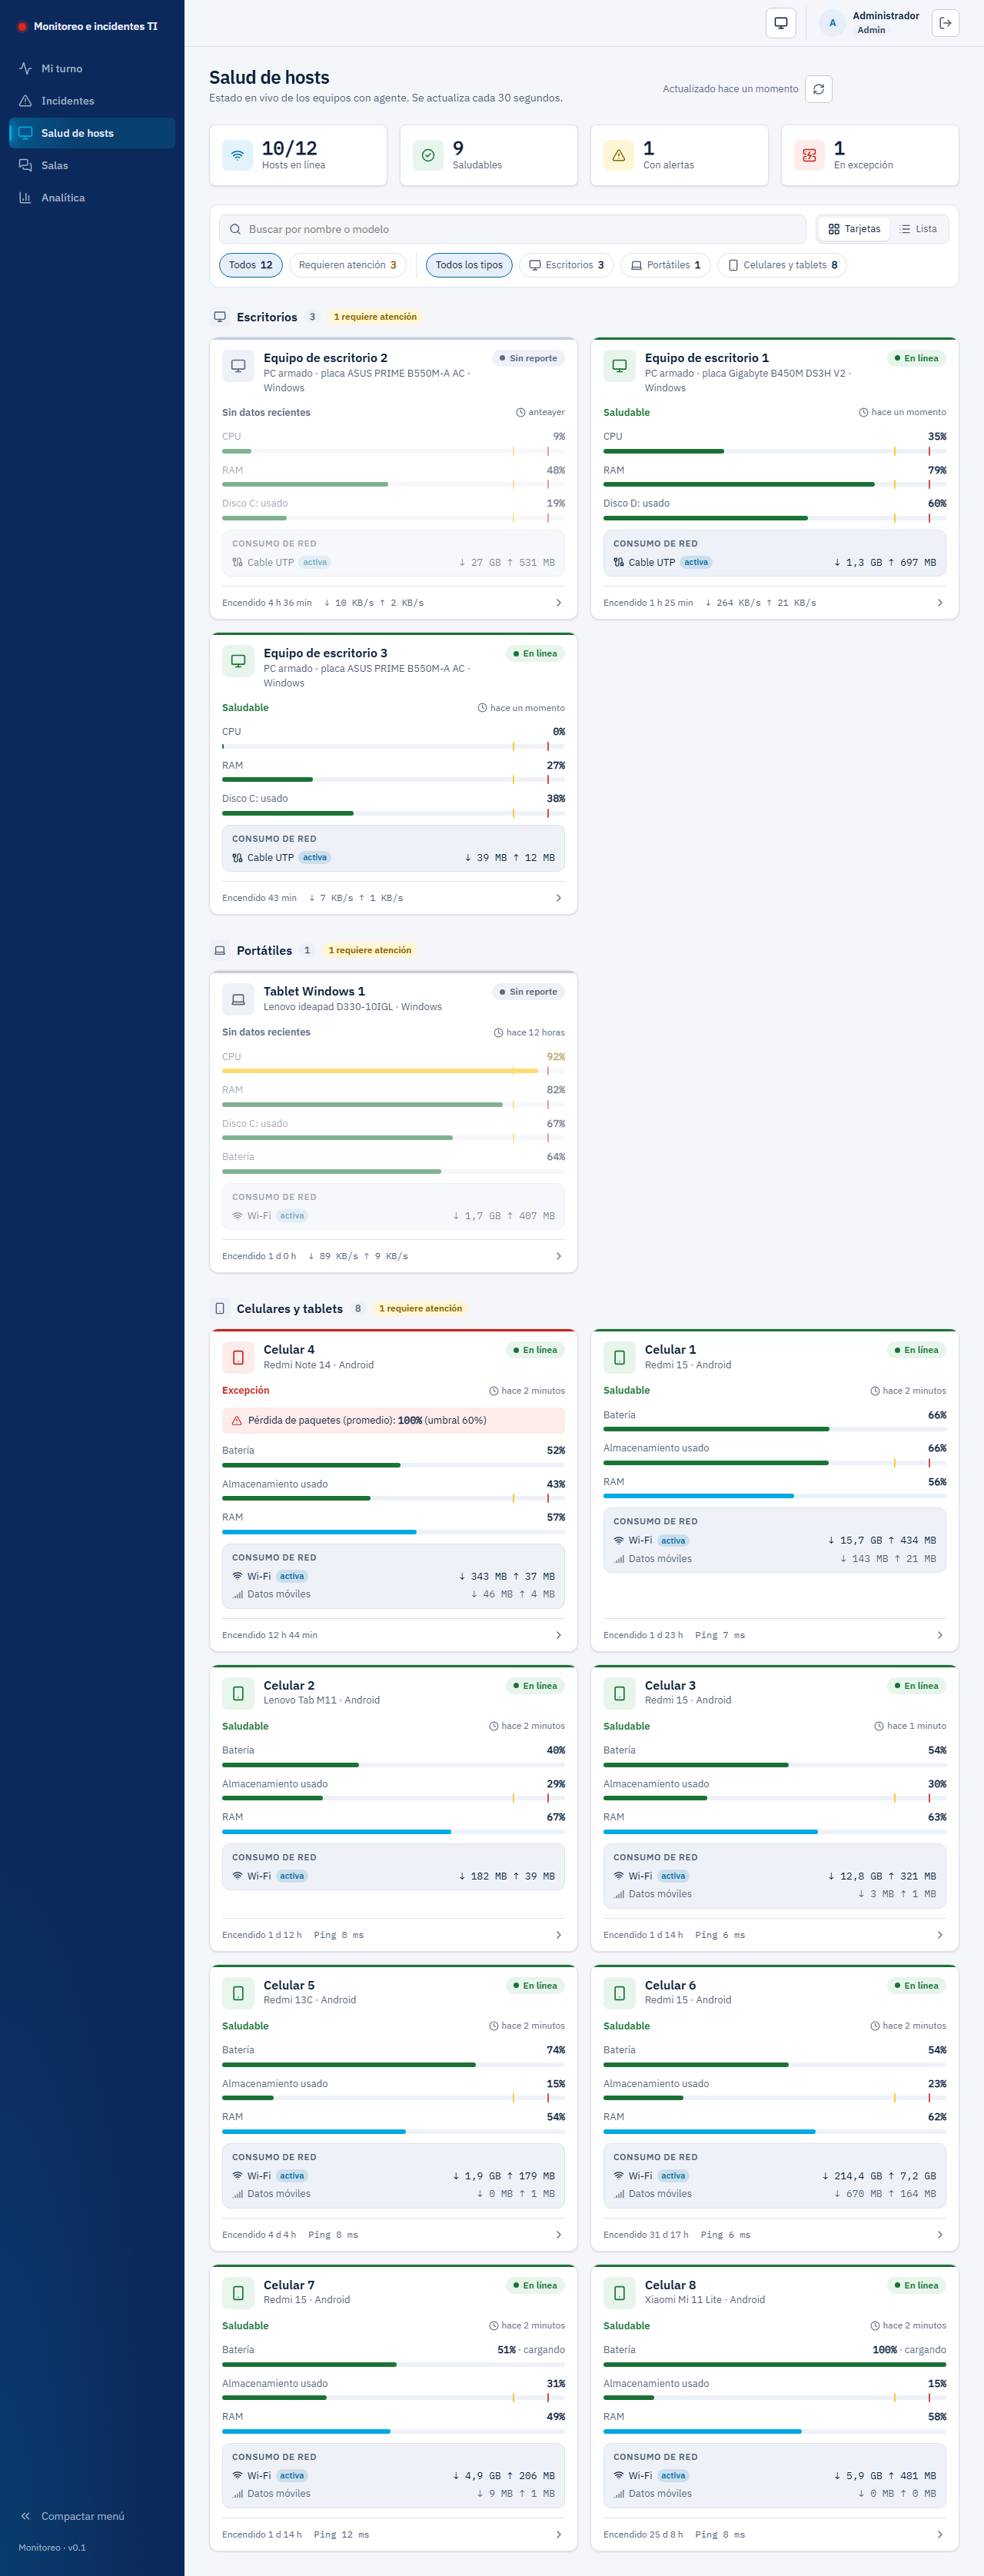 Monitoreo e incidentes TI
Mi turno
Incidentes
Salud de hosts
Salas
Analítica
A
Administrador
Admin
Salud de hosts
Estado en vivo de los equipos con agente. Se actualiza cada 30 segundos.
Actualizado hace un momento
10/12
Hosts en línea
9
Saludables
1
Con alertas
1
En excepción
Buscar por nombre o modelo
Tarjetas
Lista
Todos 12
Requieren atención 3
Todos los tipos
Escritorios 3
Portátiles 1
Celulares y tablets 8
Escritorios 3 1 requiere atención
Equipo de escritorio 2
Sin reporte
PC armado · placa ASUS PRIME B550M-A AC ·
Windows
Sin datos recientes
anteayer
CPU 9%
RAM 48%
Disco C: usado 19%
CONSUMO DE RED
Cable UTP activa ↓ 27 GB ↑ 531 MB
Encendido 4 h 36 min ↓ 10 KB/s ↑ 2 KB/s
Equipo de escritorio 1
En línea
PC armado · placa Gigabyte B450M DS3H V2 ·
Windows
Saludable
hace un momento
CPU 35%
RAM 79%
Disco D: usado 60%
CONSUMO DE RED
Cable UTP activa ↓ 1,3 GB ↑ 697 MB
Encendido 1 h 25 min ↓ 264 KB/s ↑ 21 KB/s
Equipo de escritorio 3
En línea
PC armado · placa ASUS PRIME B550M-A AC ·
Windows
Saludable
hace un momento
CPU 0%
RAM 27%
Disco C: usado 38%
CONSUMO DE RED
Cable UTP activa ↓ 39 MB ↑ 12 MB
Encendido 43 min ↓ 7 KB/s ↑ 1 KB/s
Portátiles 1 1 requiere atención
Tablet Windows 1
Sin reporte
Lenovo ideapad D330-10IGL · Windows
Sin datos recientes
hace 12 horas
CPU 92%
RAM 82%
Disco C: usado 67%
Batería 64%
CONSUMO DE RED
Wi-Fi activa ↓ 1,7 GB ↑ 407 MB
Encendido 1 d 0 h ↓ 89 KB/s ↑ 9 KB/s
Celulares y tablets 8 1 requiere atención
Celular 4
En línea
Redmi Note 14 · Android
Excepción
hace 2 minutos
Pérdida de paquetes (promedio): 100% (umbral 60%)
Batería 52%
Almacenamiento usado 43%
RAM 57%
CONSUMO DE RED
Wi-Fi activa ↓ 343 MB ↑ 37 MB
Datos móviles ↓ 46 MB ↑ 4 MB
Encendido 12 h 44 min
Celular 1
En línea
Redmi 15 · Android
Saludable
hace 2 minutos
Batería 66%
Almacenamiento usado 66%
RAM 56%
CONSUMO DE RED
Wi-Fi activa ↓ 15,7 GB ↑ 434 MB
Datos móviles ↓ 143 MB ↑ 21 MB
Encendido 1 d 23 h Ping 7 ms
Celular 2
En línea
Lenovo Tab M11 · Android
Saludable
hace 2 minutos
Batería 40%
Almacenamiento usado 29%
RAM 67%
CONSUMO DE RED
Wi-Fi activa ↓ 182 MB ↑ 39 MB
Encendido 1 d 12 h Ping 8 ms
Celular 3
En línea
Redmi 15 · Android
Saludable
hace 1 minuto
Batería 54%
Almacenamiento usado 30%
RAM 63%
CONSUMO DE RED
Wi-Fi activa ↓ 12,8 GB ↑ 321 MB
Datos móviles ↓ 3 MB ↑ 1 MB
Encendido 1 d 14 h Ping 6 ms
Celular 5
En línea
Redmi 13C · Android
Saludable
hace 2 minutos
Batería 74%
Almacenamiento usado 15%
RAM 54%
CONSUMO DE RED
Wi-Fi activa ↓ 1,9 GB ↑ 179 MB
Datos móviles ↓ 0 MB ↑ 1 MB
Encendido 4 d 4 h Ping 8 ms
Celular 6
En línea
Redmi 15 · Android
Saludable
hace 2 minutos
Batería 54%
Almacenamiento usado 23%
RAM 62%
CONSUMO DE RED
Wi-Fi activa ↓ 214,4 GB ↑ 7,2 GB
Datos móviles ↓ 670 MB ↑ 164 MB
Encendido 31 d 17 h Ping 6 ms
Celular 7
En línea
Redmi 15 · Android
Saludable
hace 2 minutos
Batería 51% · cargando
Almacenamiento usado 31%
RAM 49%
CONSUMO DE RED
Wi-Fi activa ↓ 4,9 GB ↑ 206 MB
Datos móviles ↓ 9 MB ↑ 1 MB
Encendido 1 d 14 h Ping 12 ms
Celular 8
En línea
Xiaomi Mi 11 Lite · Android
Saludable
hace 2 minutos
Batería 100% · cargando
Almacenamiento usado 15%
RAM 58%
CONSUMO DE RED
Wi-Fi activa ↓ 5,9 GB ↑ 481 MB
Datos móviles ↓ 0 MB ↑ 0 MB
Encendido 25 d 8 h Ping 8 ms
Compactar menú
Monitoreo · v0.1